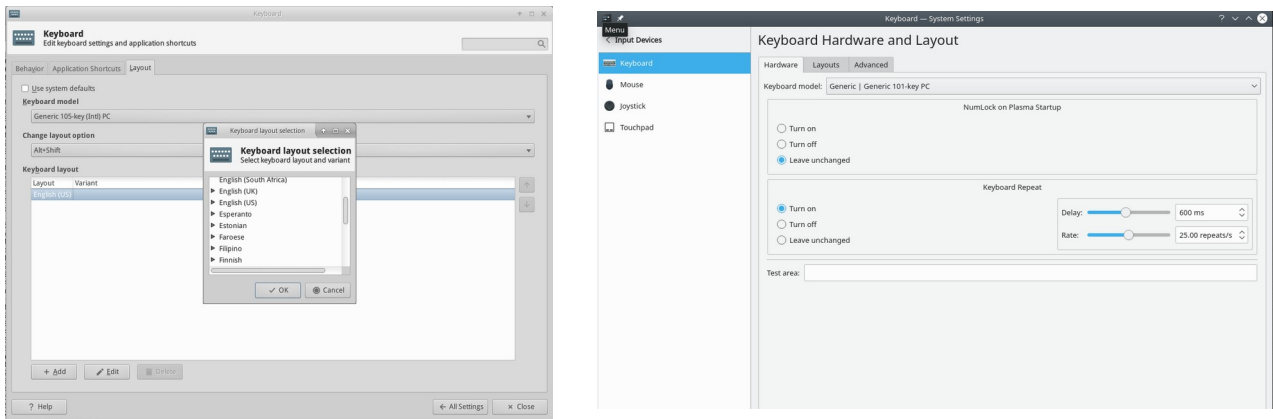 Keyboard
Keyboard
Edit keyboard settings and application shortcuts
Behavior Application Shortcuts Layout
Use system defaults
Keyboard model
Generic 105-key (Intl) PC
Change layout option
Alt+Shift
Keyboard layout
Layout Variant
English (US)
Keyboard layout selection
Keyboard layout selection
Select keyboard layout and variant
English (South Africa)
English (UK)
English (US)
Esperanto
Estonian
Faroese
Filipino
Finnish
OK Cancel
Add Edit Delete
? Help
All Settings Close
Keyboard — System Settings
Menu
Input Devices
Keyboard
Mouse
Joystick
Touchpad
Keyboard Hardware and Layout
Hardware Layouts Advanced
Keyboard model: Generic | Generic 101-key PC
NumLock on Plasma Startup
Turn on
Turn off
Leave unchanged
Keyboard Repeat
Turn on
Turn off
Leave unchanged
Delay: 600 ms
Rate: 25.00 repeats/s
Test area: